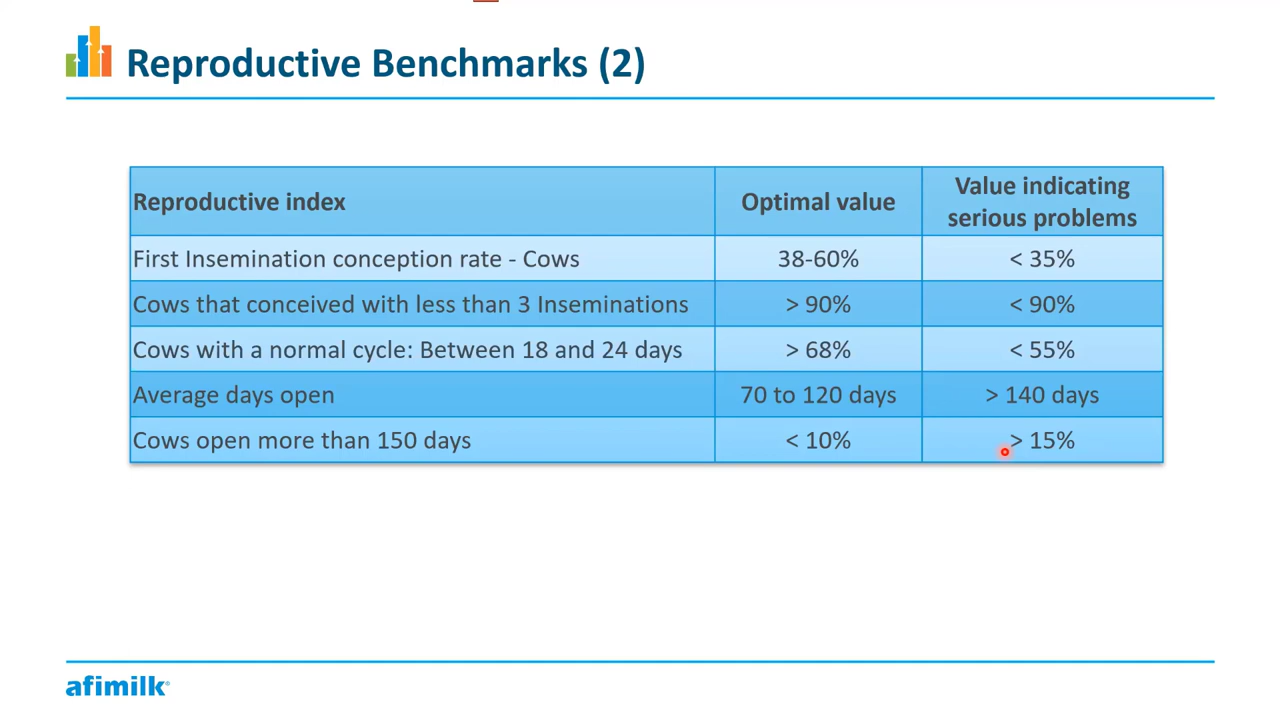 Reproductive Benchmarks (2)
Reproductive index Optimal value Value indicating
serious problems
First Insemination conception rate - Cows 38-60% < 35%
Cows that conceived with less than 3 Inseminations > 90% < 90%
Cows with a normal cycle: Between 18 and 24 days > 68% < 55%
Average days open 70 to 120 days > 140 days
Cows open more than 150 days < 10% > 15%
afimilk